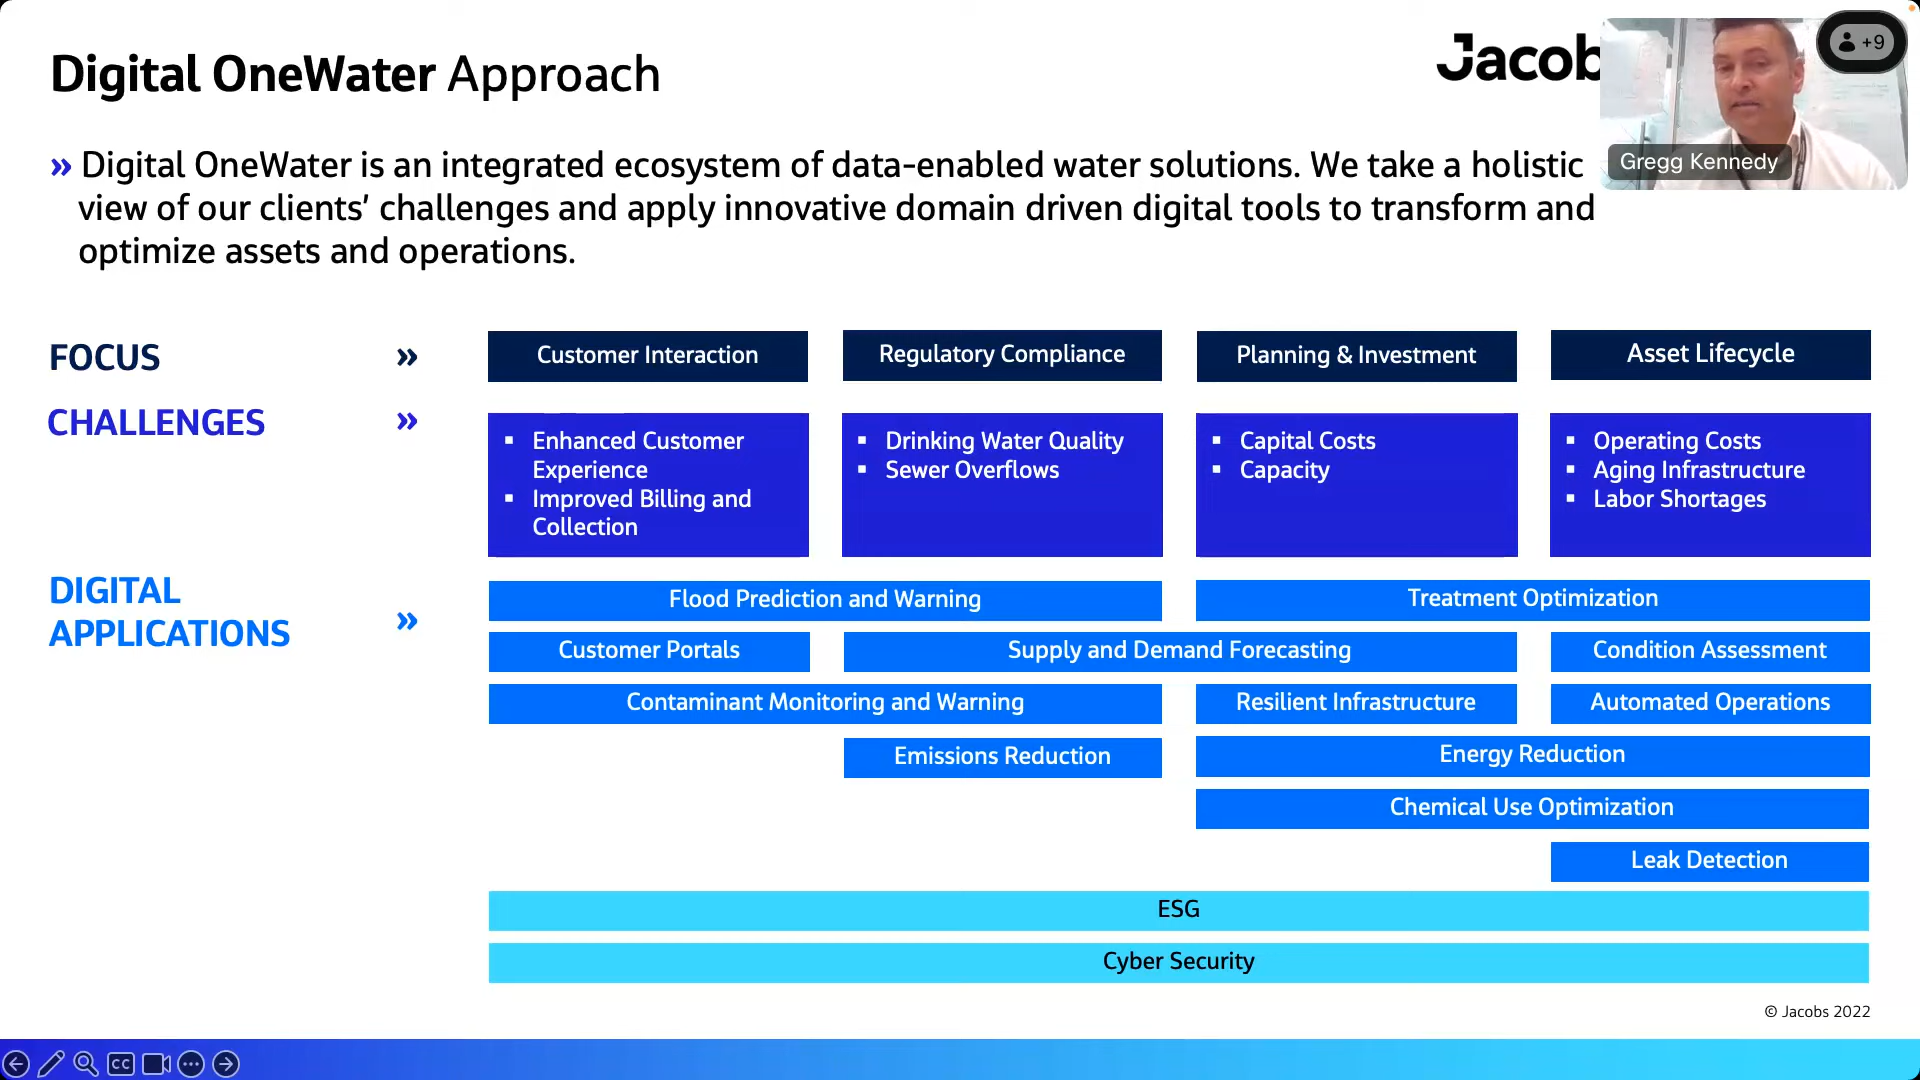 Digital OneWater Approach
Jacob
+9
Gregg Kennedy
» Digital OneWater is an integrated ecosystem of data-enabled water solutions. We take a holistic
view of our clients’ challenges and apply innovative domain driven digital tools to transform and
optimize assets and operations.
FOCUS »
Customer Interaction
Regulatory Compliance
Planning & Investment
Asset Lifecycle
CHALLENGES »
▪ Enhanced Customer
Experience
▪ Improved Billing and
Collection
▪ Drinking Water Quality
▪ Sewer Overflows
▪ Capital Costs
▪ Capacity
▪ Operating Costs
▪ Aging Infrastructure
▪ Labor Shortages
DIGITAL
APPLICATIONS »
Flood Prediction and Warning
Treatment Optimization
Customer Portals
Supply and Demand Forecasting
Condition Assessment
Contaminant Monitoring and Warning
Resilient Infrastructure
Automated Operations
Emissions Reduction
Energy Reduction
Chemical Use Optimization
Leak Detection
ESG
Cyber Security
© Jacobs 2022
CC